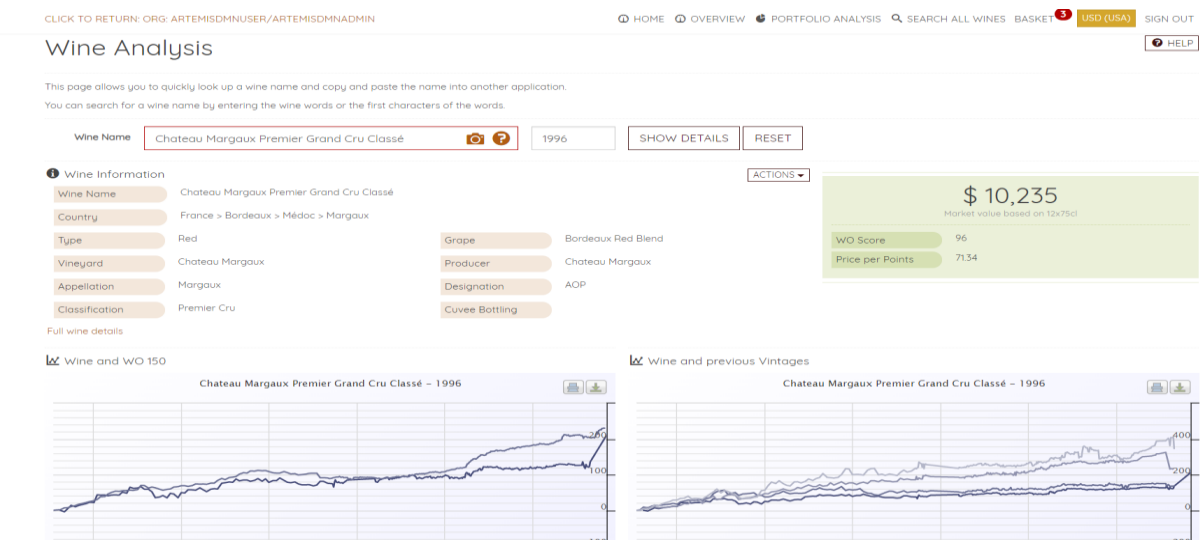 CLICK TO RETURN: ORG: ARTEMISDMNUSER/ARTEMISDMNADMIN
HOME OVERVIEW PORTFOLIO ANALYSIS SEARCH ALL WINES BASKET 3 USD (USA) SIGN OUT
Wine Analysis
HELP
This page allows you to quickly look up a wine name and copy and paste the name into another application.
You can search for a wine name by entering the wine words or the first characters of the words.
Wine Name Chateau Margaux Premier Grand Cru Classé 1996 SHOW DETAILS RESET
Wine Information
ACTIONS
Wine Name Chateau Margaux Premier Grand Cru Classé
Country France > Bordeaux > Médoc > Margaux
Type Red Grape Bordeaux Red Blend
Vineyard Chateau Margaux Producer Chateau Margaux
Appellation Margaux Designation AOP
Classification Premier Cru Cuvee Bottling
Full wine details
$ 10,235
Market value based on 12x75cl
WO Score 96
Price per Points 71.34
Wine and WO 150
Chateau Margaux Premier Grand Cru Classé – 1996
200
100
0
Wine and previous Vintages
Chateau Margaux Premier Grand Cru Classé – 1996
400
200
0